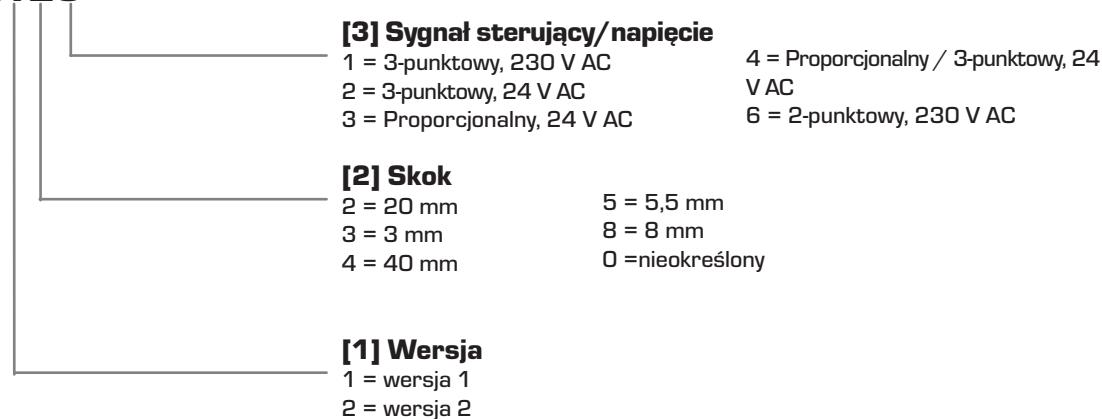 [3] Sygnał sterujący/napięcie
1 = 3-punktowy, 230 V AC
2 = 3-punktowy, 24 V AC
3 = Proporcjonalny, 24 V AC
4 = Proporcjonalny / 3-punktowy, 24
V AC
6 = 2-punktowy, 230 V AC
[2] Skok
2 = 20 mm
3 = 3 mm
4 = 40 mm
5 = 5,5 mm
8 = 8 mm
0 =nieokreślony
[1] Wersja
1 = wersja 1
2 = wersja 2